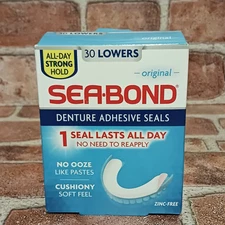 ALL-DAY
STRONG
HOLD
30 LOWERS
original
SEA-BOND
DENTURE ADHESIVE SEALS
1 SEAL LASTS ALL DAY
NO NEED TO REAPPLY
NO OOZE
LIKE PASTES
CUSHIONY
SOFT FEEL
ZINC-FREE